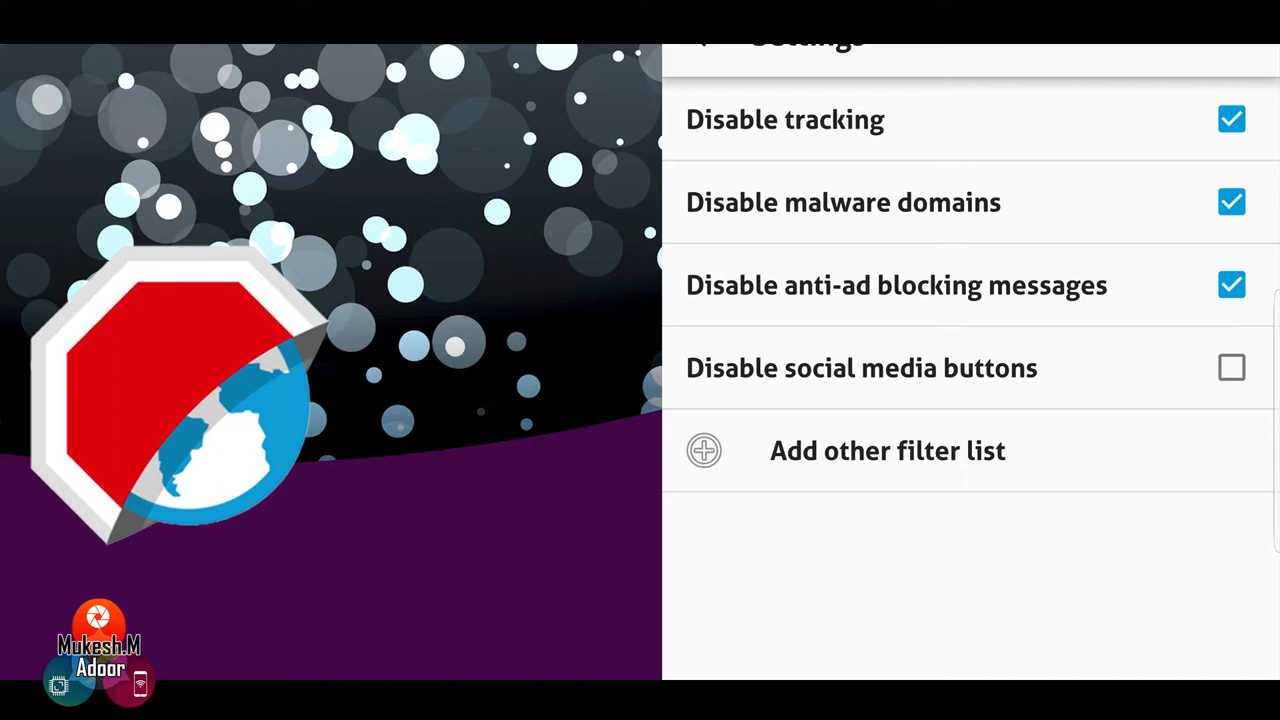 Settings
Disable tracking
Disable malware domains
Disable anti-ad blocking messages
Disable social media buttons
Add other filter list
Mukesh.M
Adoor